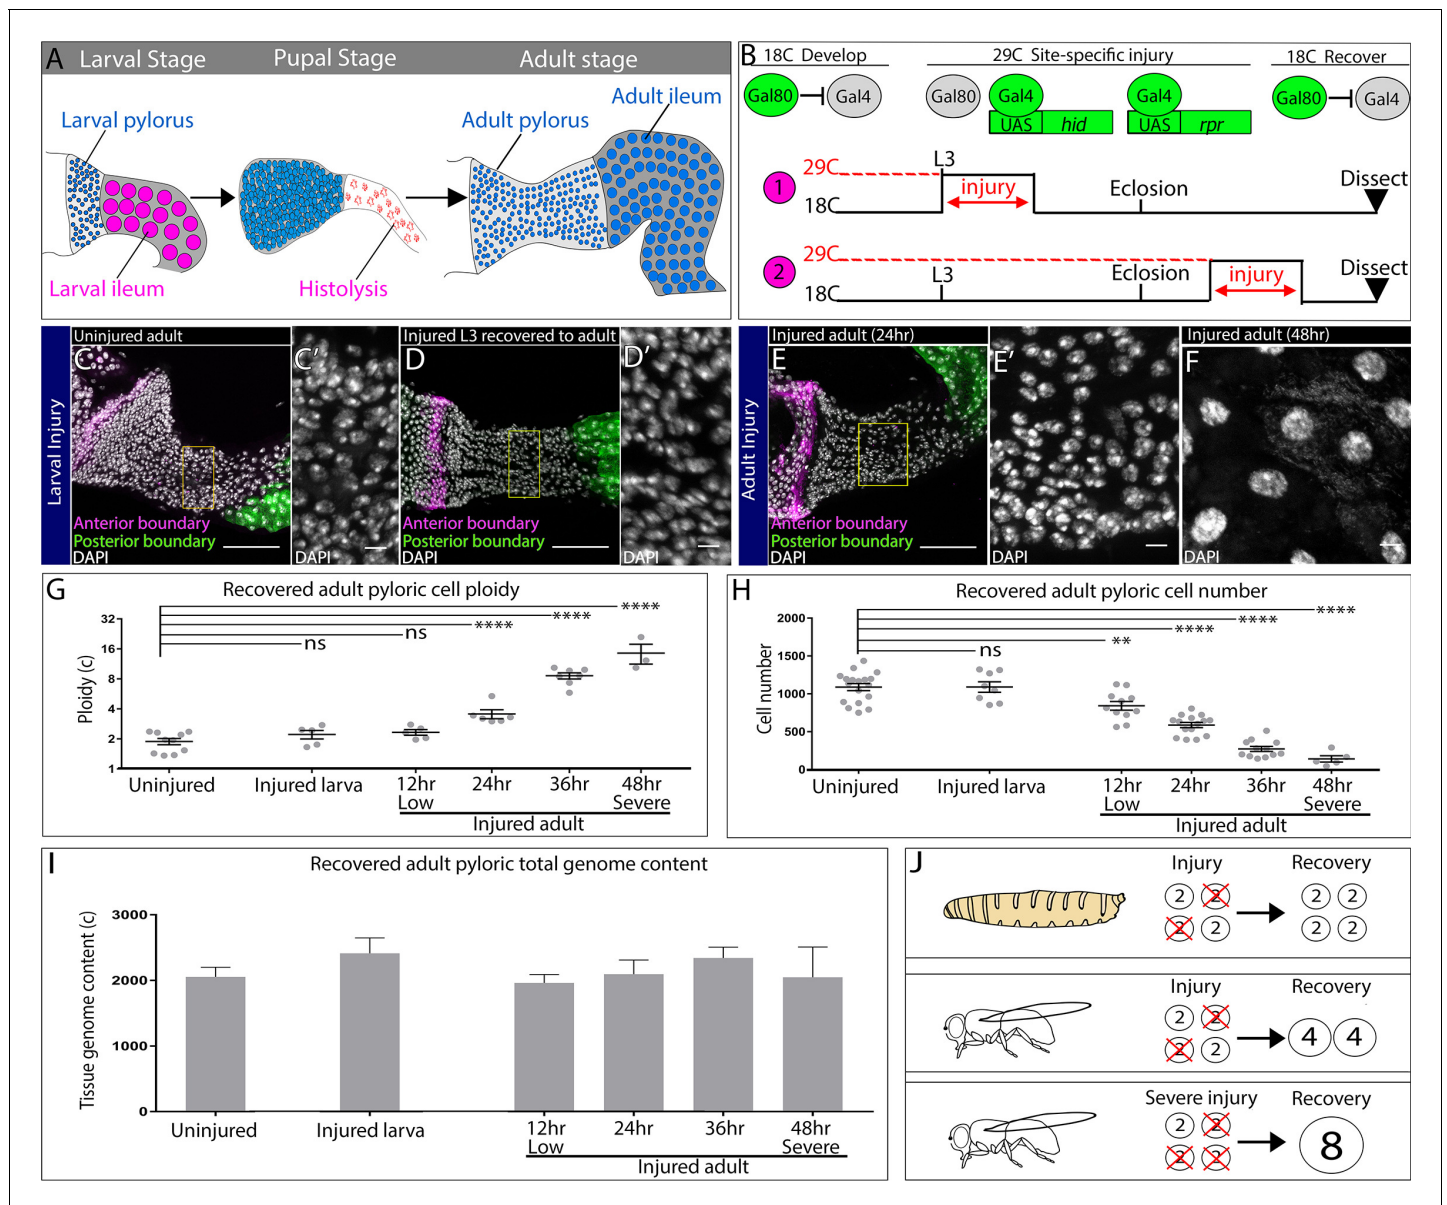 A
Larval Stage
Pupal Stage
Adult stage
Larval pylorus
Larval ileum
Histolysis
Adult pylorus
Adult ileum
B
18C Develop
29C Site-specific injury
18C Recover
Gal80
Gal4
Gal80
Gal4
UAS
hid
Gal4
UAS
rpr
Gal80
Gal4
1
29C
18C
L3
injury
Eclosion
Dissect
2
29C
18C
L3
Eclosion
injury
Dissect
Larval Injury
Uninjured adult
C
Anterior boundary
Posterior boundary
DAPI
C'
DAPI
Injured L3 recovered to adult
D
Anterior boundary
Posterior boundary
DAPI
D'
DAPI
Adult Injury
Injured adult (24hr)
E
Anterior boundary
Posterior boundary
DAPI
E'
DAPI
Injured adult (48hr)
F
DAPI
G
Recovered adult pyloric cell ploidy
Ploidy (c)
32
16
8
4
2
1
ns
ns
****
****
****
Uninjured
Injured larva
12hr
Low
24hr
36hr
48hr
Severe
Injured adult
H
Recovered adult pyloric cell number
Cell number
2000
1500
1000
500
0
ns
**
****
****
****
Uninjured
Injured larva
12hr
Low
24hr
36hr
48hr
Severe
Injured adult
I
Recovered adult pyloric total genome content
Tissue genome content (c)
3000
2000
1000
0
Uninjured
Injured larva
12hr
Low
24hr
36hr
48hr
Severe
Injured adult
J
Injury
Recovery
2 2
2 2
2 2
2 2
Injury
Recovery
2 2
2 2
4 4
Severe injury
Recovery
2 2
2 2
8